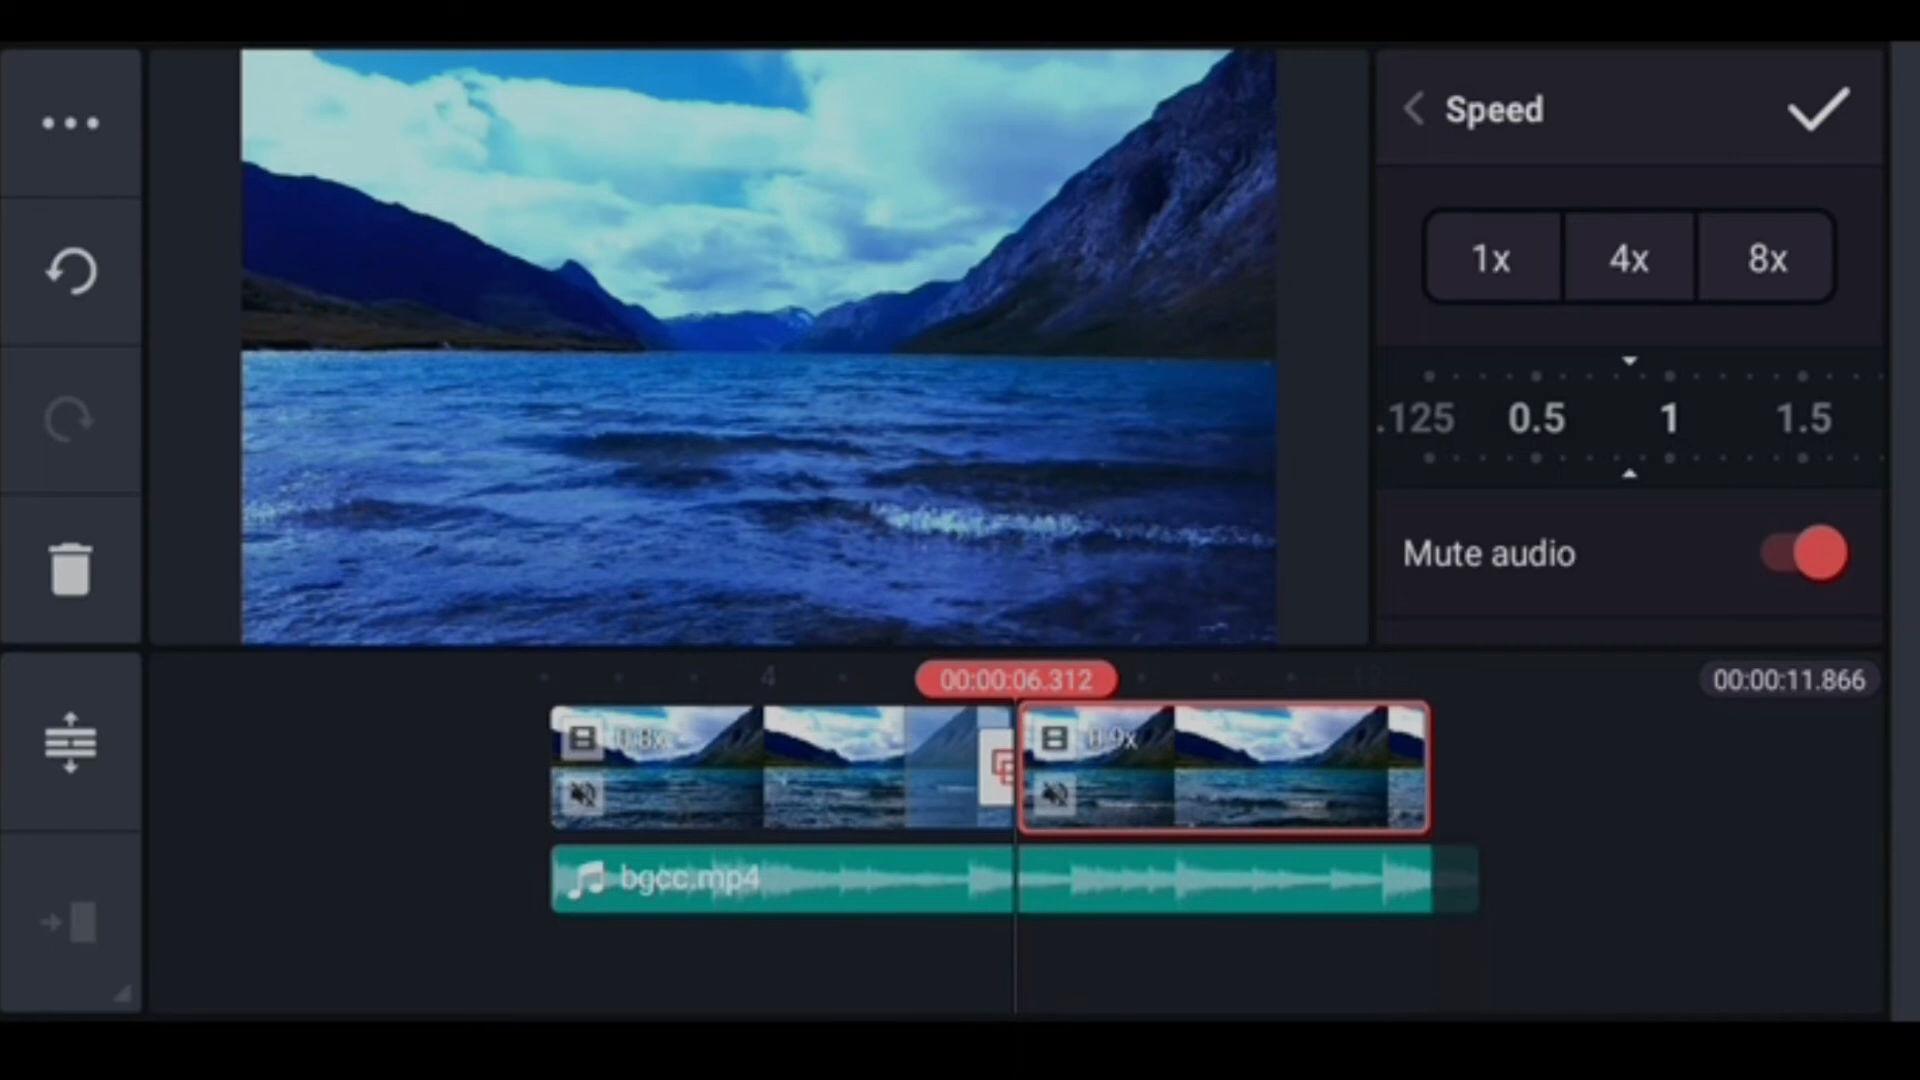 Speed
1x 4x 8x
.125 0.5 1 1.5
Mute audio
4 00:00:06.312 12 00:00:11.866
0.8x 0.9x
bgcc.mp4